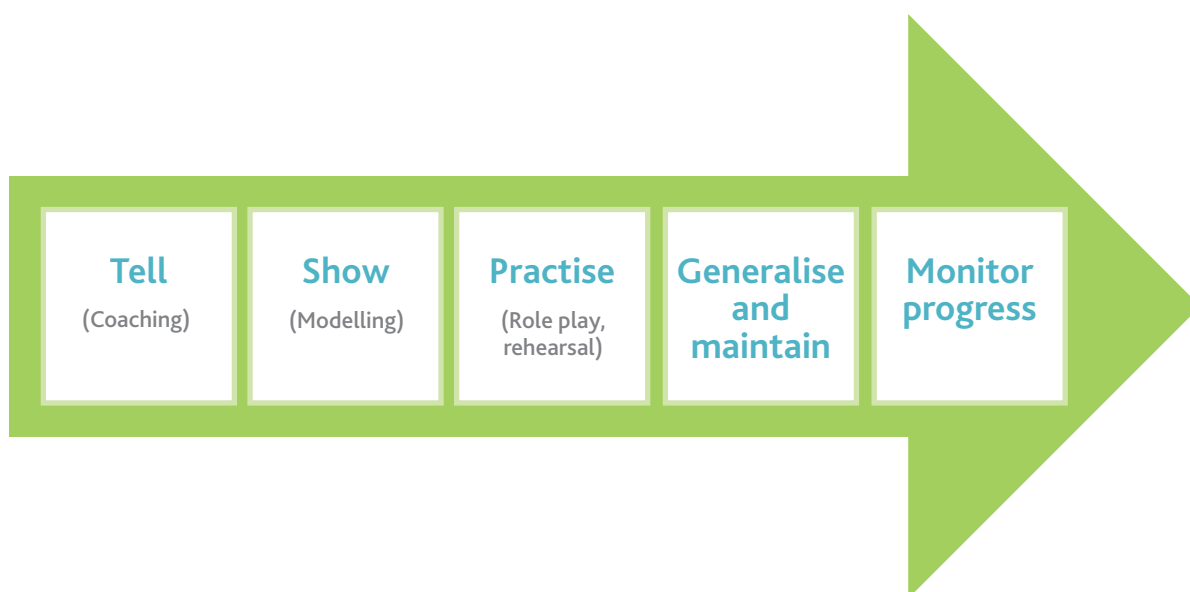 Tell
(Coaching)
Show
(Modelling)
Practise
(Role play,
rehearsal)
Generalise
and
maintain
Monitor
progress